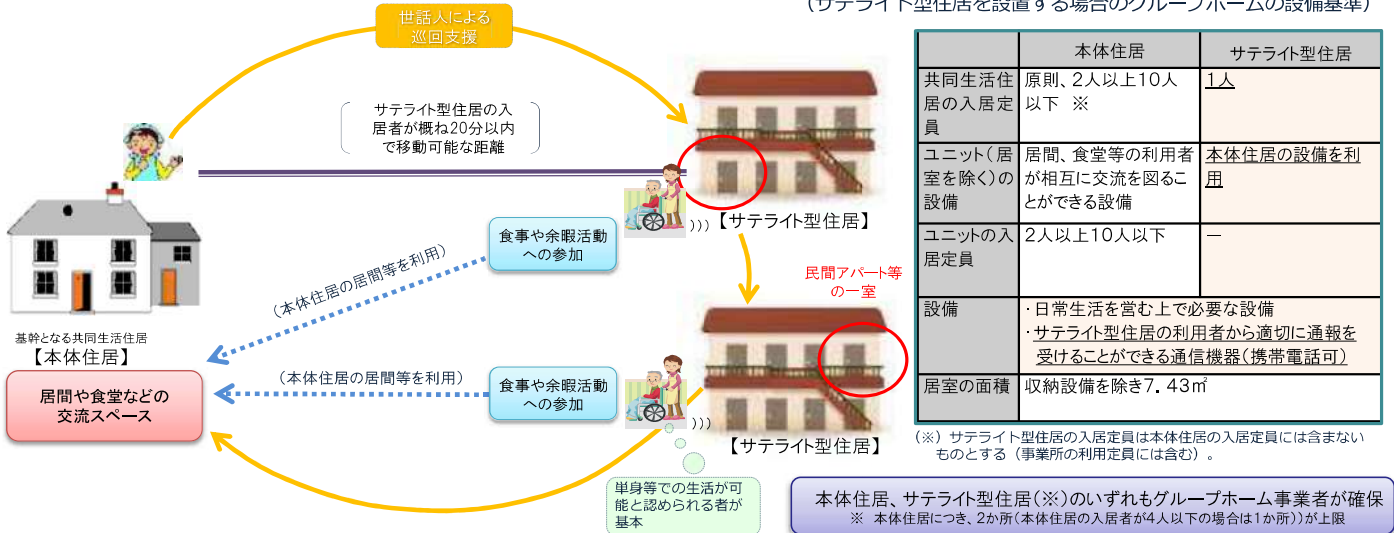 (サテライト型住居を設置する場合のグループホームの設備基準)
世話人による
巡回支援
サテライト型住居の入
居者が概ね20分以内
で移動可能な距離
)))
【サテライト型住居】
食事や余暇活動
への参加
(本体住居の居間等を利用)
民間アパート等
の一室
基幹となる共同生活住居
【本体住居】
居間や食堂などの
交流スペース
(本体住居の居間等を利用)
食事や余暇活動
への参加
)))
【サテライト型住居】
単身等での生活が可
能と認められる者が
基本
本体住居
サテライト型住居
共同生活住
居の入居定
員
原則、2人以上10人
以下 ※
1人
ユニット(居
室を除く)の
設備
居間、食堂等の利用者
が相互に交流を図るこ
とができる設備
本体住居の設備を利
用
ユニットの入
居定員
2人以上10人以下
－
設備
・日常生活を営む上で必要な設備
・サテライト型住居の利用者から適切に通報を
受けることができる通信機器(携帯電話可)
居室の面積
収納設備を除き7.43㎡
(※) サテライト型住居の入居定員は本体住居の入居定員には含まない
ものとする(事業所の利用定員には含む)。
本体住居、サテライト型住居(※)のいずれもグループホーム事業者が確保
※ 本体住居につき、2か所(本体住居の入居者が4人以下の場合は1か所))が上限